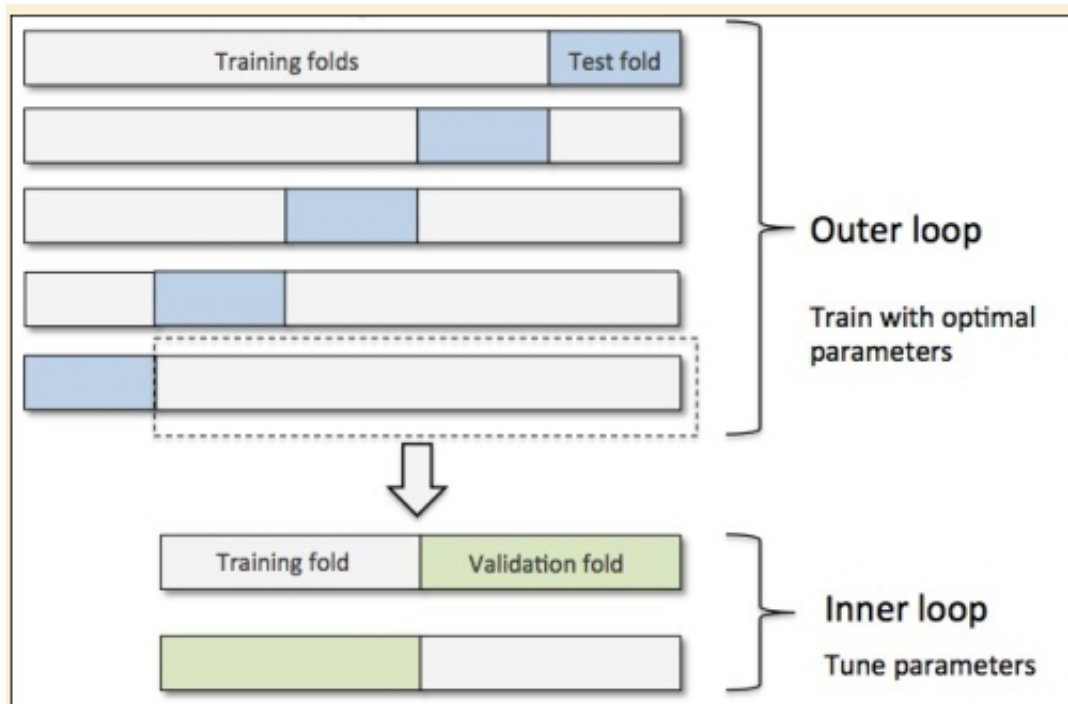 Training folds
Test fold
Outer loop
Train with optimal
parameters
Training fold
Validation fold
Inner loop
Tune parameters